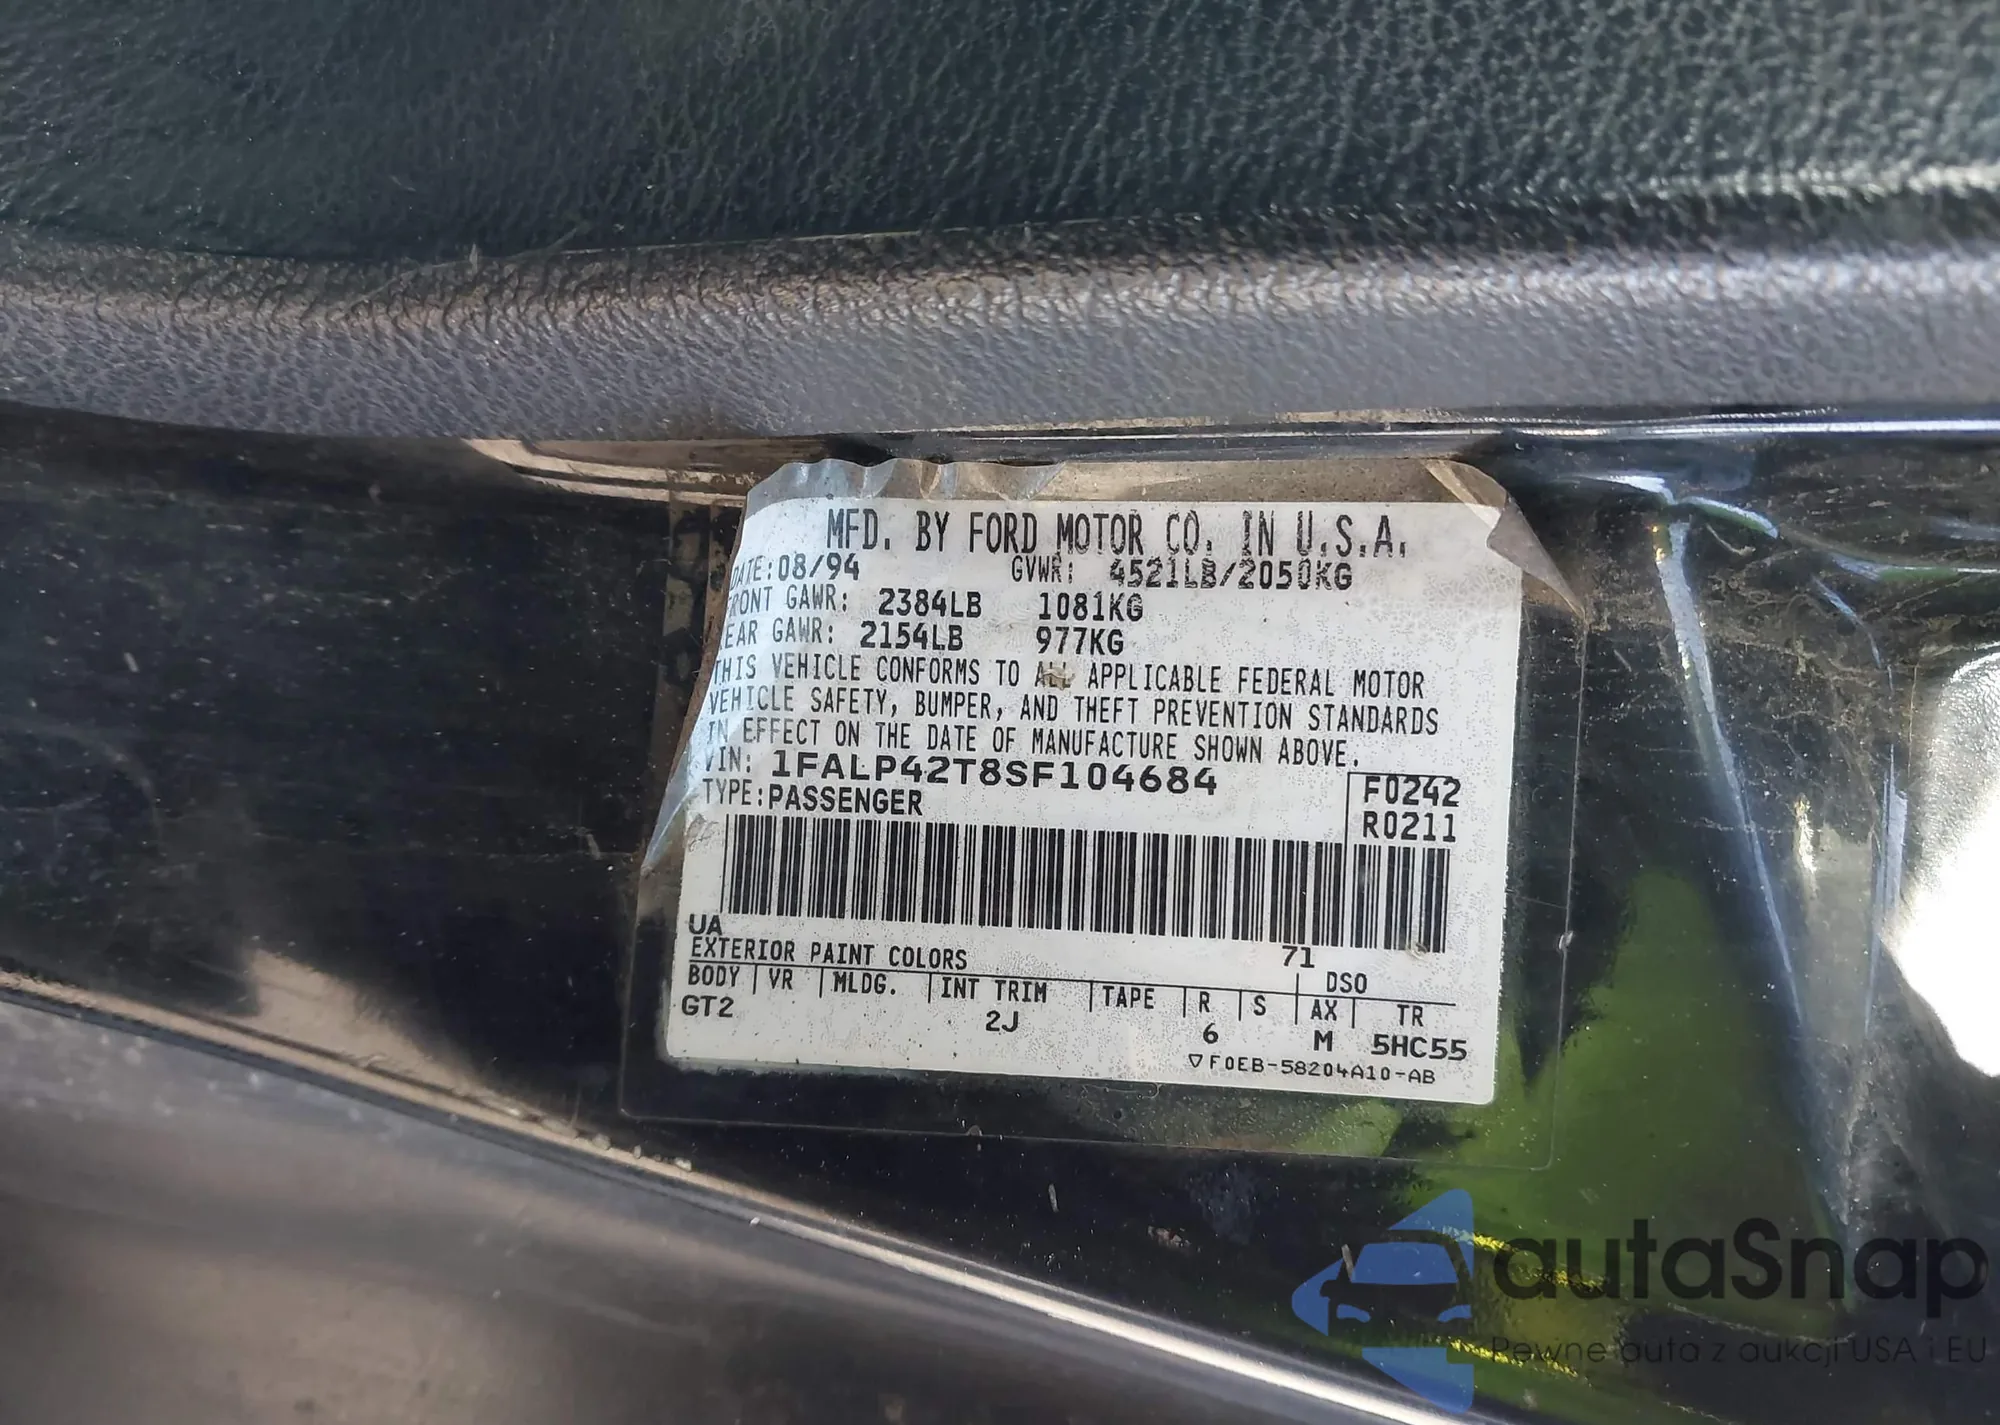 MFD. BY FORD MOTOR CO. IN U.S.A.
DATE:08/94 GVWR: 4521LB/2050KG
FRONT GAWR: 2384LB 1081KG
REAR GAWR: 2154LB 977KG
THIS VEHICLE CONFORMS TO ALL APPLICABLE FEDERAL MOTOR
VEHICLE SAFETY, BUMPER, AND THEFT PREVENTION STANDARDS
IN EFFECT ON THE DATE OF MANUFACTURE SHOWN ABOVE.
VIN: 1FALP42T8SF104684
TYPE:PASSENGER
F0242
R0211
UA
EXTERIOR PAINT COLORS 71 DSO
BODY VR MLDG. INT TRIM TAPE R S AX TR
GT2 2J 6 M 5HC55
▽F0EB-58204A10-AB
autaSnap
Pewne auta z aukcji USA i EU